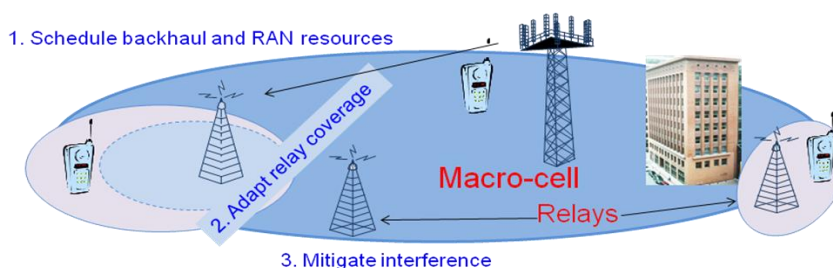 1. Schedule backhaul and RAN resources
2. Adapt relay coverage
Macro-cell
Relays
3. Mitigate interference